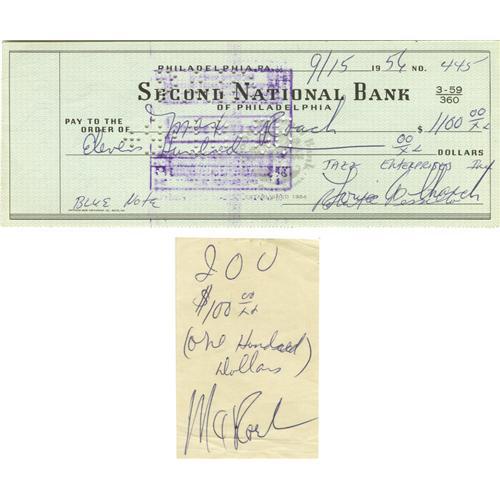 PHILADELPHIA, PA. 9/15 1956 NO. 445
SECOND NATIONAL BANK
OF PHILADELPHIA
3-59
360
PAY TO THE
ORDER OF Max Roach $1100 00/xx
Eleven Hundred 00/xx DOLLARS
JAZZ ENTERPRISES Inc
BLUE NOTE
IOU
$100 00/xx
(One Hundred
Dollars)
M Roach